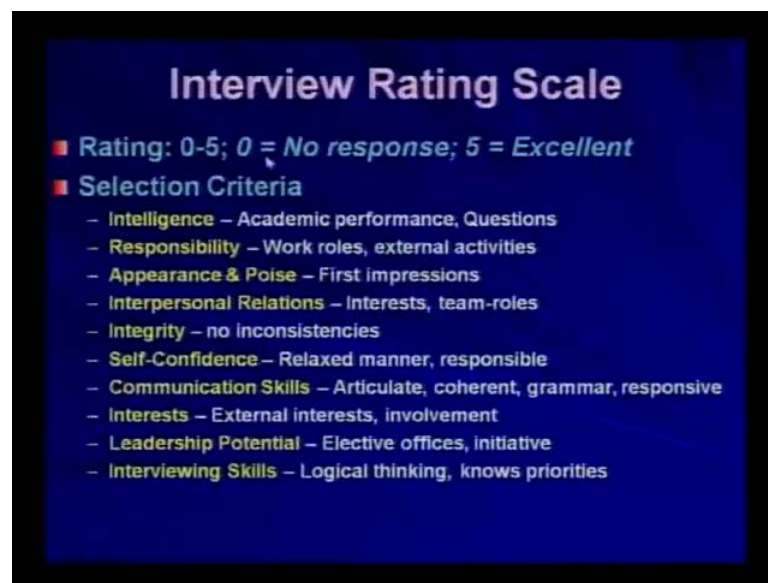 Interview Rating Scale
Rating: 0-5; 0 = No response; 5 = Excellent
Selection Criteria
– Intelligence – Academic performance, Questions
– Responsibility – Work roles, external activities
– Appearance & Poise – First impressions
– Interpersonal Relations – Interests, team-roles
– Integrity – no inconsistencies
– Self-Confidence – Relaxed manner, responsible
– Communication Skills – Articulate, coherent, grammar, responsive
– Interests – External interests, involvement
– Leadership Potential – Elective offices, initiative
– Interviewing Skills – Logical thinking, knows priorities